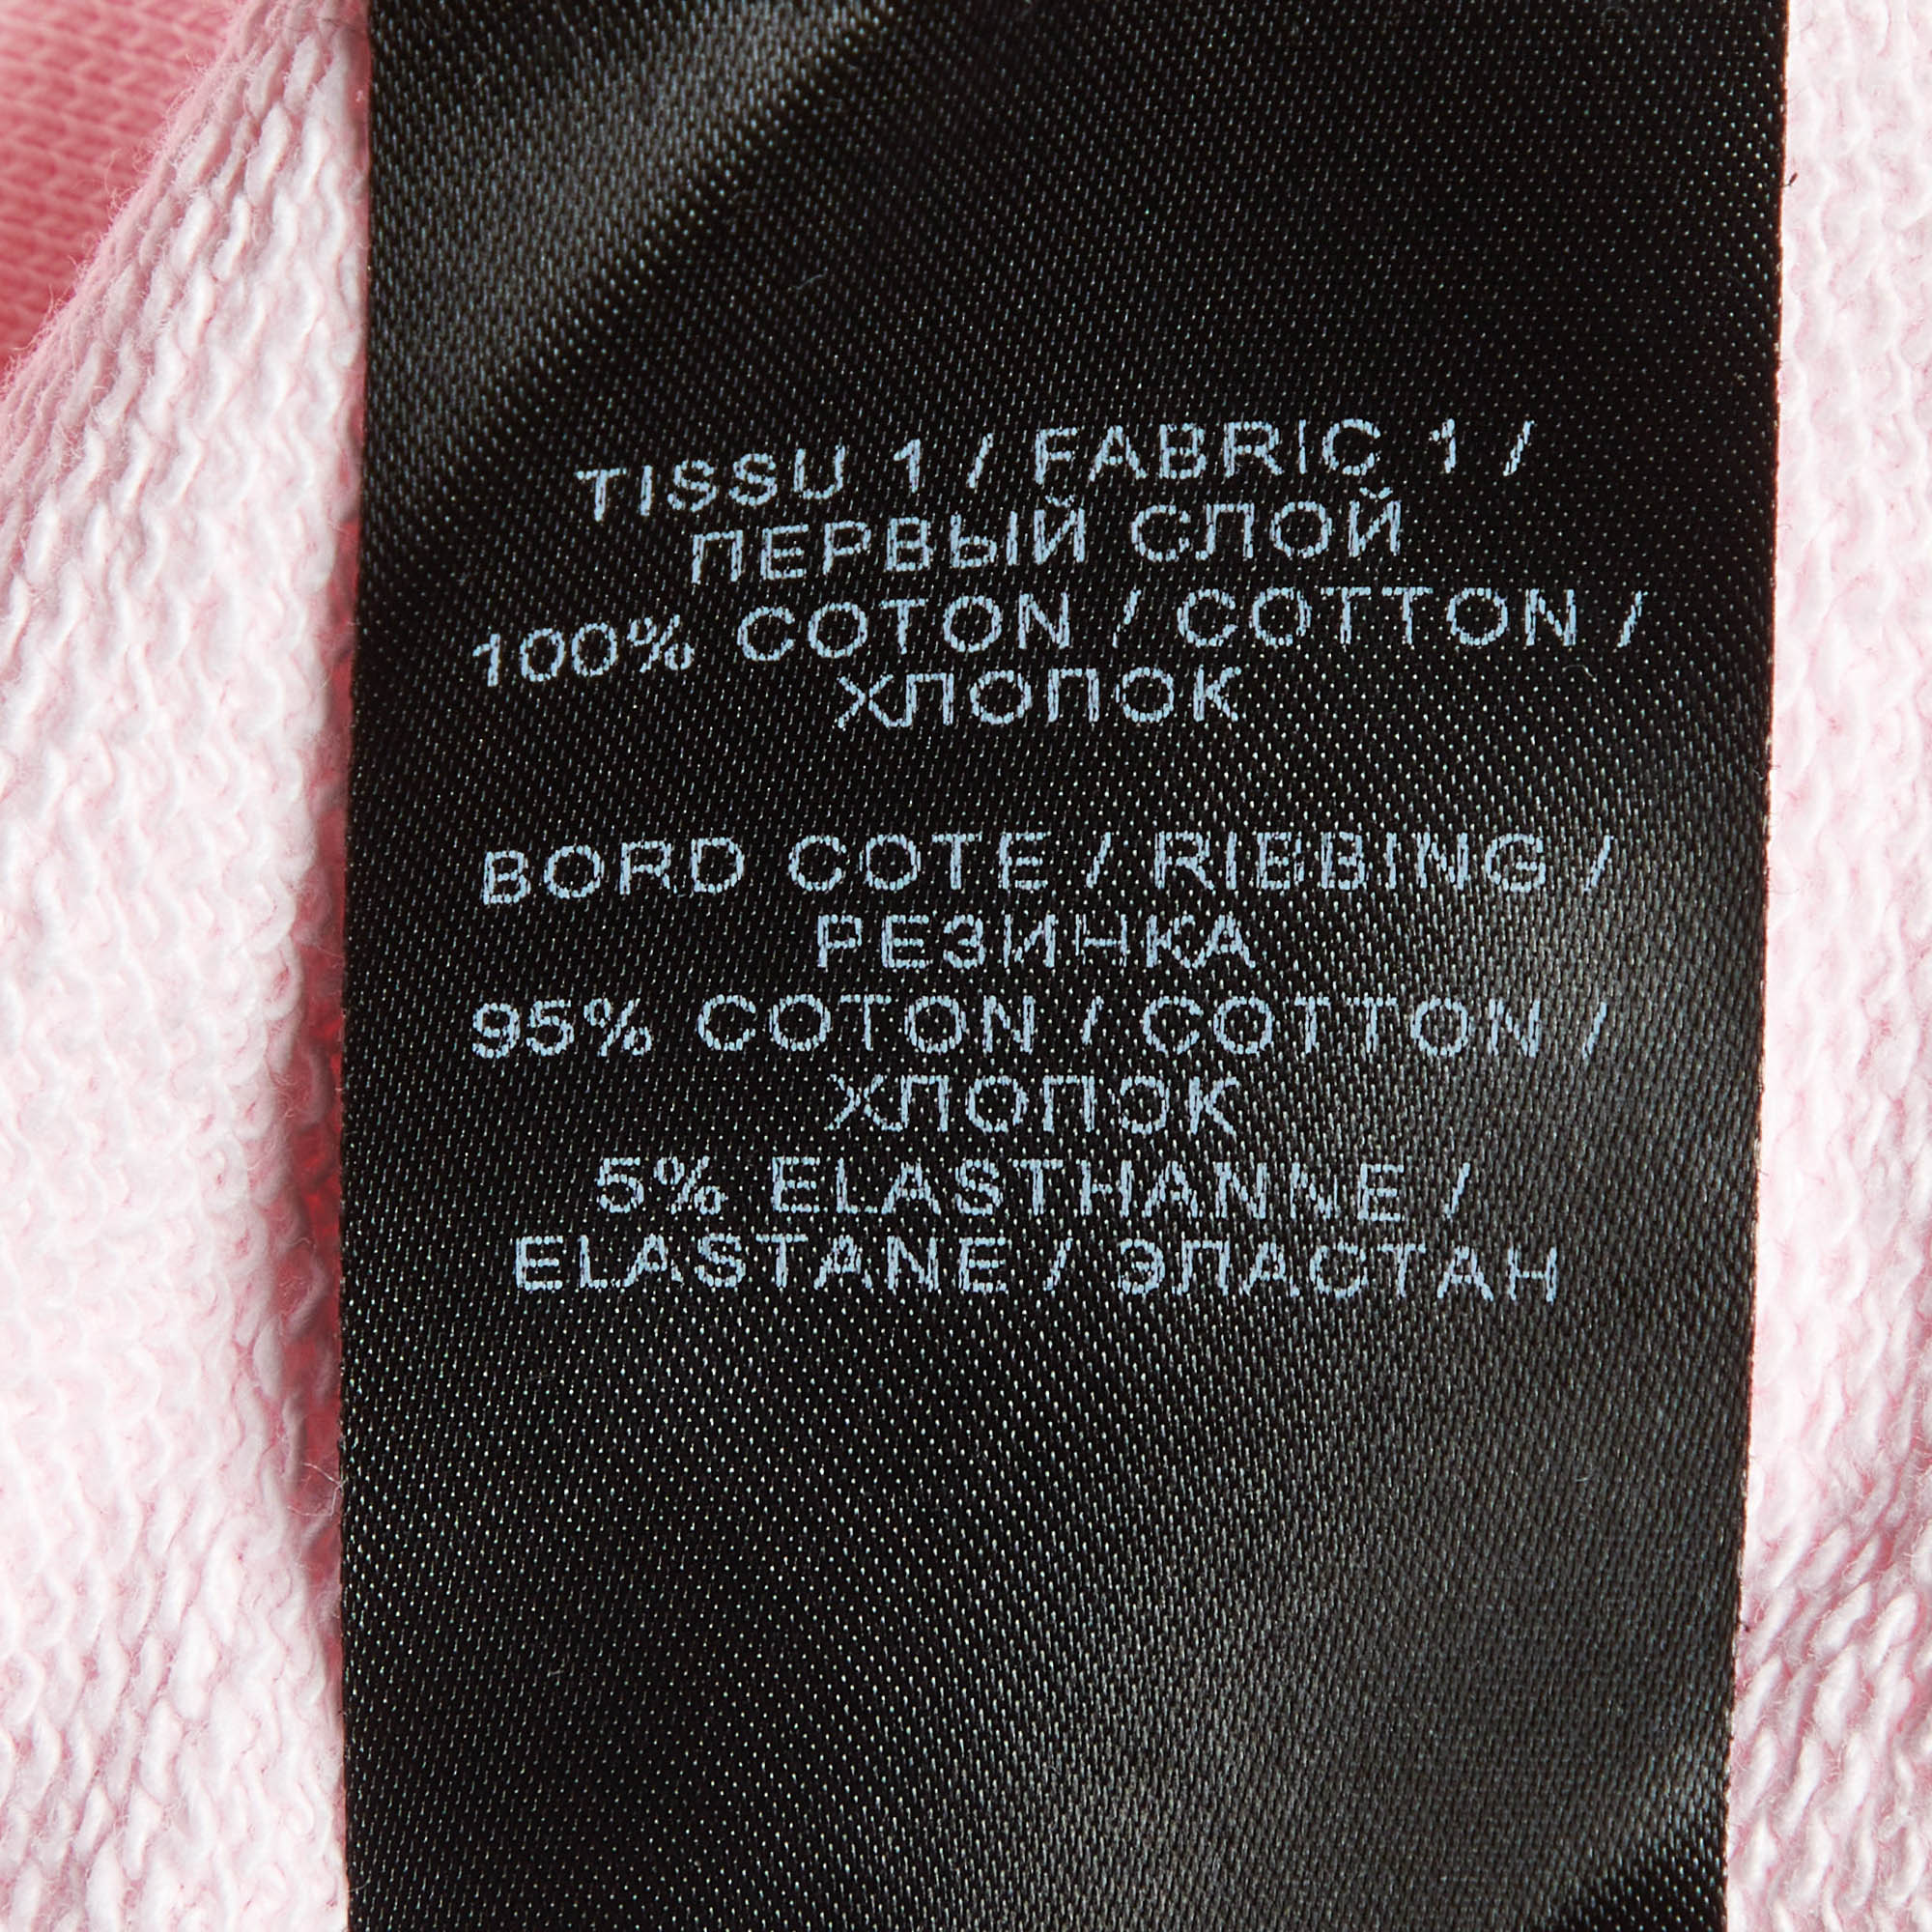 TISSU 1 / FABRIC 1 /
ПЕРВЫЙ СЛОЙ
100% COTON / COTTON /
ХЛОПОК
BORD COTE / RIBBING /
РЕЗИНКА
95% COTON / COTTON /
ХЛОПЭК
5% ELASTHANNE /
ELASTANE / ЭЛАСТАН